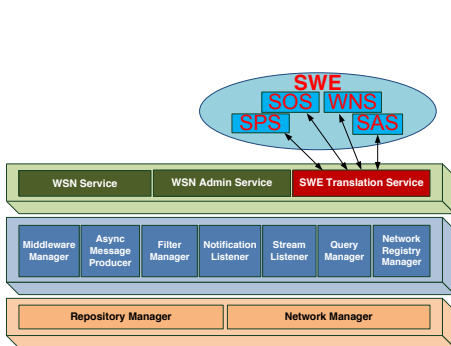 SWE
SOS WNS
SPS SAS
WSN Service WSN Admin Service SWE Translation Service
Middleware
Manager
Async
Message
Producer
Filter
Manager
Notification
Listener
Stream
Listener
Query
Manager
Network
Registry
Manager
Repository Manager Network Manager